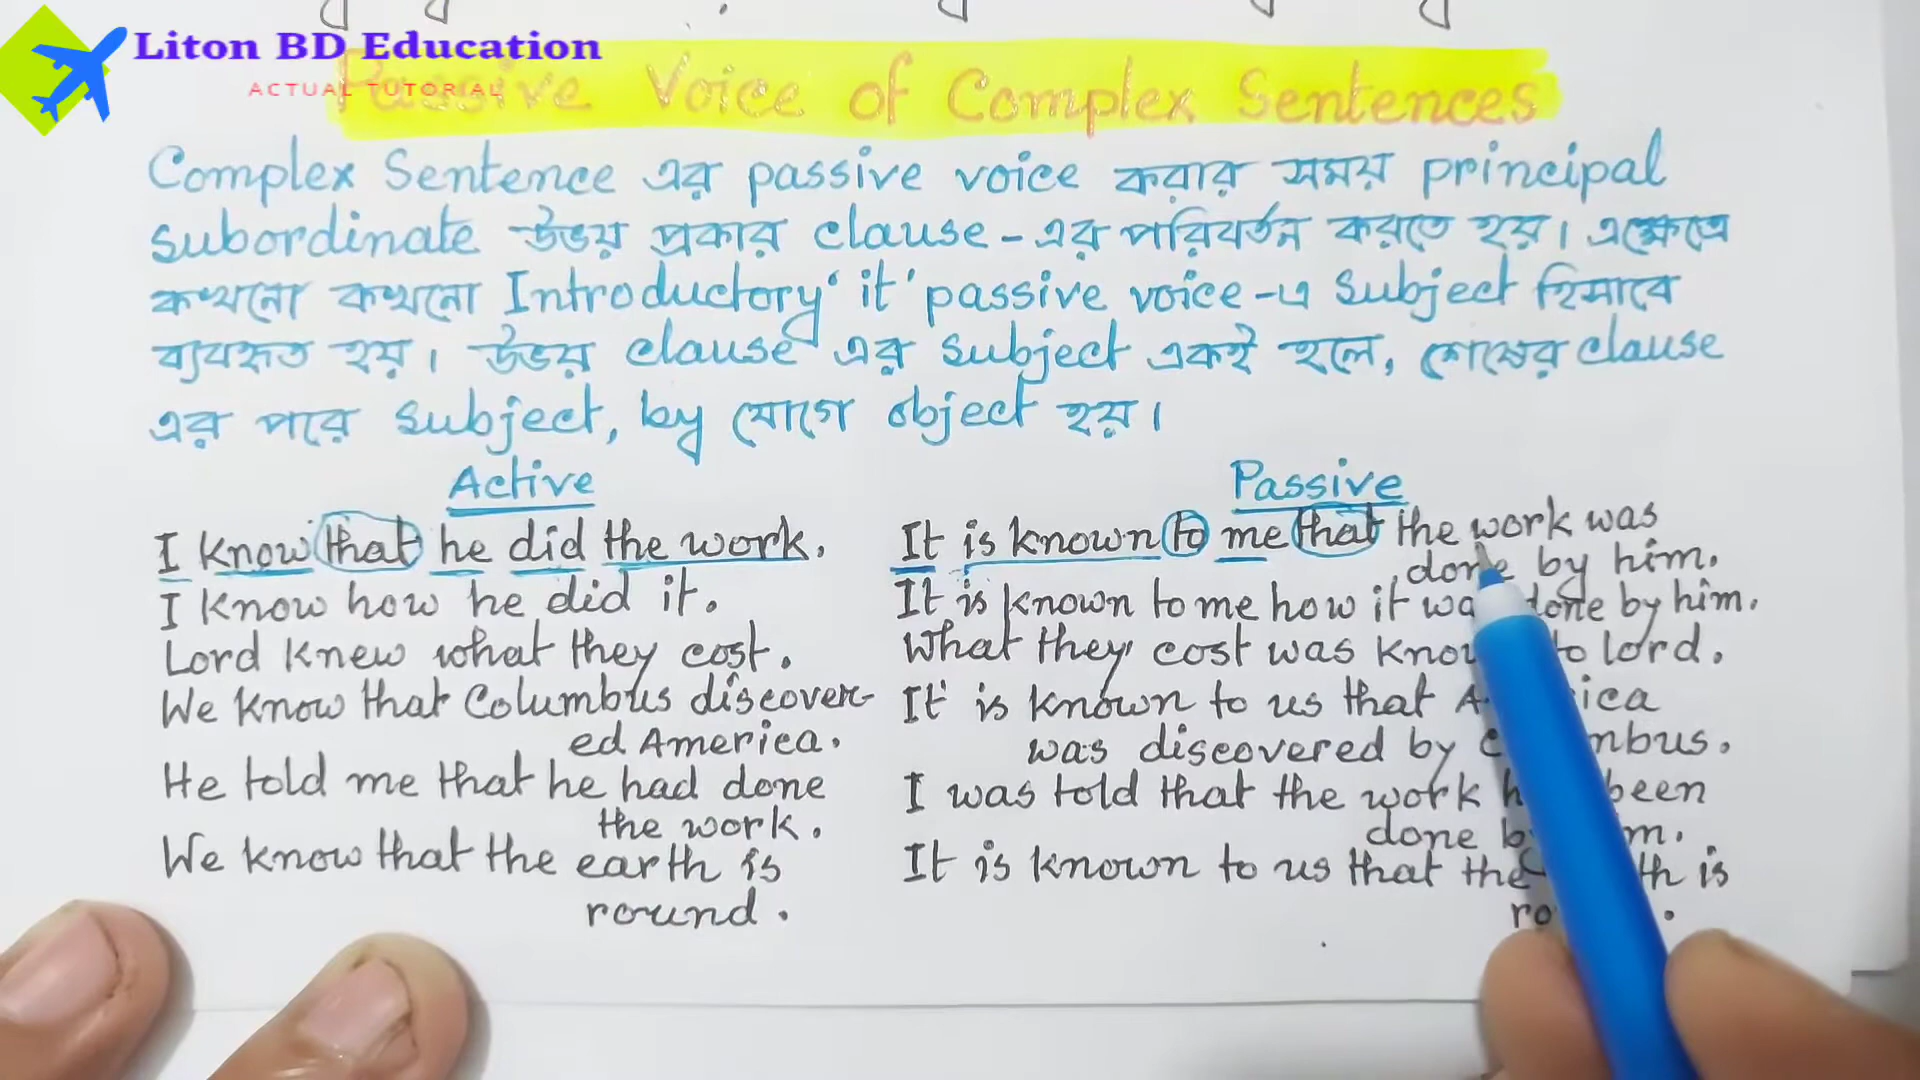 Liton BD Education
ACTUAL TUTORIAL
Passive Voice of Complex Sentences
Complex Sentence এর passive voice করার সময় principal
subordinate উভয় প্রকার clause-এর পরিবর্তন করতে হয়। এক্ষেত্রে
কখনো কখনো Introductory 'it' passive voice-এ subject হিসাবে
ব্যবহৃত হয়। উভয় clause এর subject একই হলে, শেষের clause
এর পরে subject, by যোগে object হয়।
Active
I know that he did the work.
I know how he did it.
Lord knew what they cost.
We know that Columbus discover-
ed America.
He told me that he had done
the work.
We know that the earth is
round.
Passive
It is known to me that the work was
done by him.
It is known to me how it done by him.
What they cost was to lord.
It is known to us that
was discovered by
I was told that the work been
done
It is known to us that the is